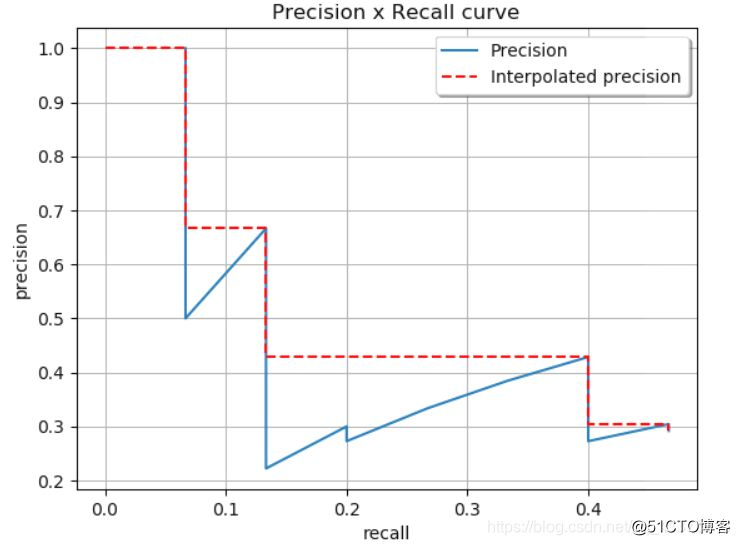 Precision x Recall curve
Precision
Interpolated precision
1.0
0.9
0.8
0.7
0.6
0.5
0.4
0.3
0.2
precision
0.0 0.1 0.2 0.3 0.4
recall
https://blog.csdn.net
@51CTO博客